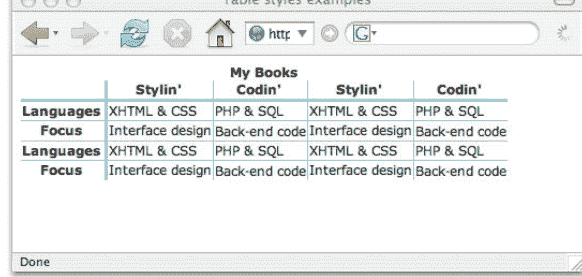 Table styles examples
http
G
My Books
Stylin' Codin' Stylin' Codin'
Languages XHTML & CSS PHP & SQL XHTML & CSS PHP & SQL
Focus Interface design Back-end code Interface design Back-end code
Languages XHTML & CSS PHP & SQL XHTML & CSS PHP & SQL
Focus Interface design Back-end code Interface design Back-end code
Done